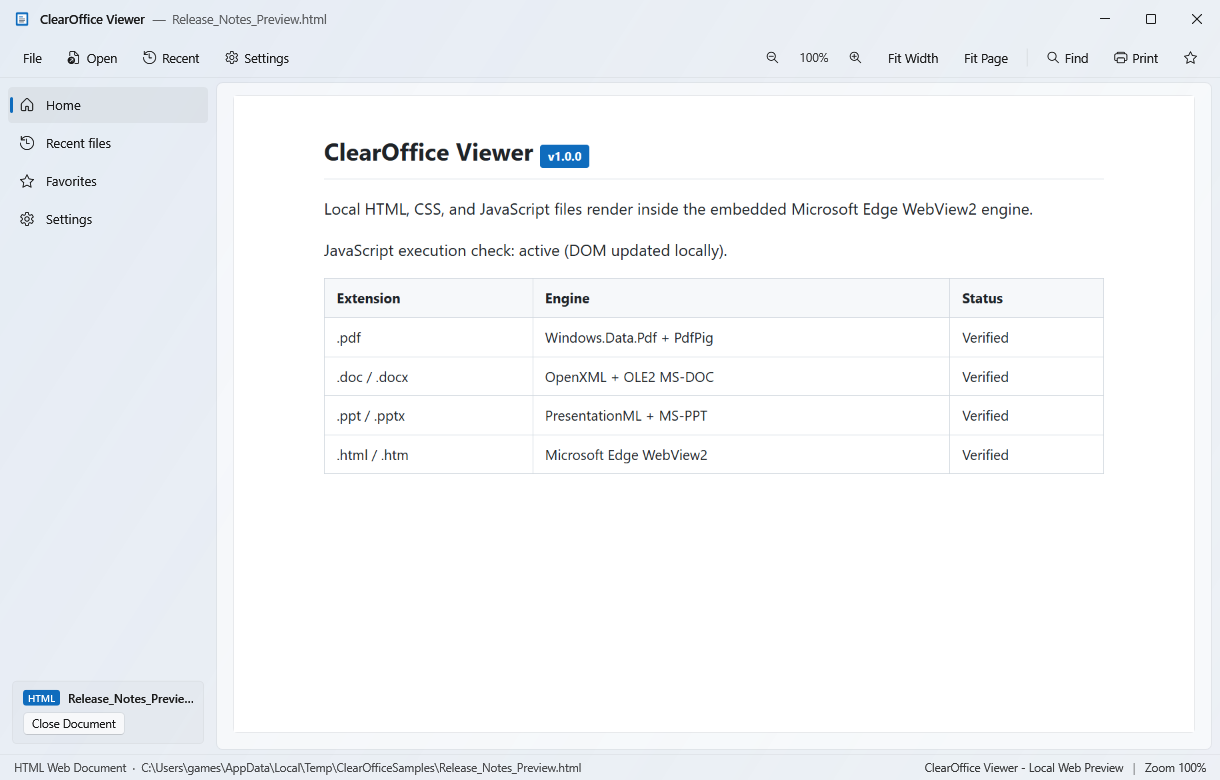 ClearOffice Viewer — Release_Notes_Preview.html
File Open Recent Settings 100% Fit Width Fit Page Find Print
Home
Recent files
Favorites
Settings
ClearOffice Viewer v1.0.0
Local HTML, CSS, and JavaScript files render inside the embedded Microsoft Edge WebView2 engine.
JavaScript execution check: active (DOM updated locally).
Extension Engine Status
.pdf Windows.Data.Pdf + PdfPig Verified
.doc / .docx OpenXML + OLE2 MS-DOC Verified
.ppt / .pptx PresentationML + MS-PPT Verified
.html / .htm Microsoft Edge WebView2 Verified
HTML Release_Notes_Previe...
Close Document
HTML Web Document · C:\Users\games\AppData\Local\Temp\ClearOfficeSamples\Release_Notes_Preview.html ClearOffice Viewer - Local Web Preview | Zoom 100%